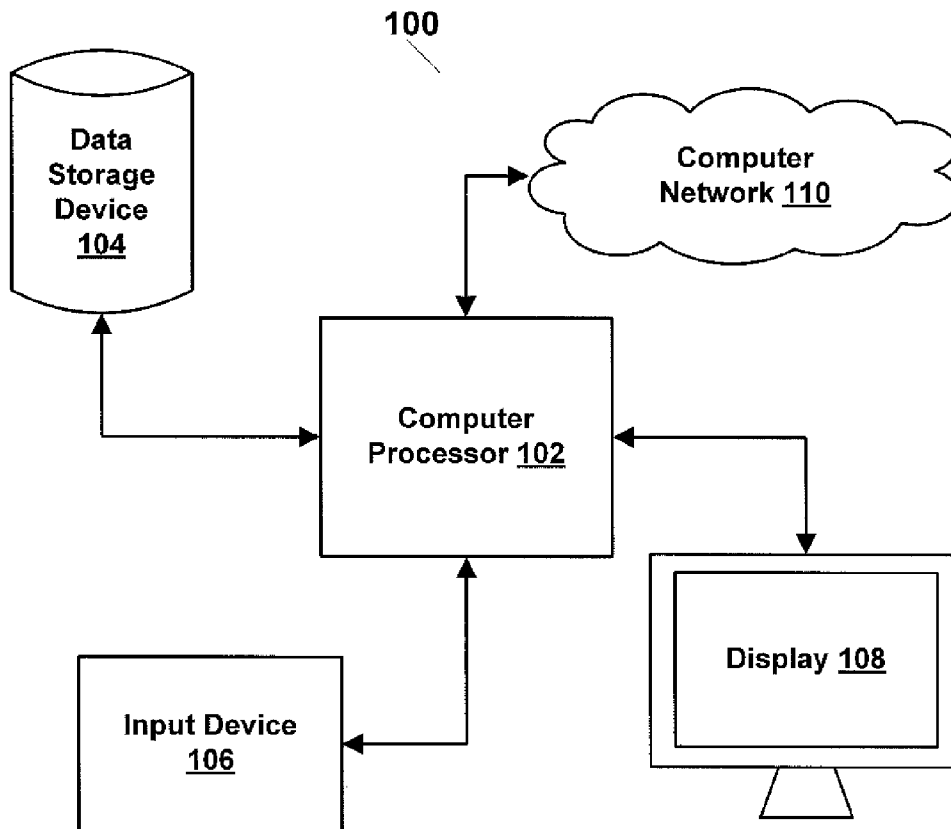 100
Data
Storage
Device
104
Computer
Network 110
Computer
Processor 102
Display 108
Input Device
106